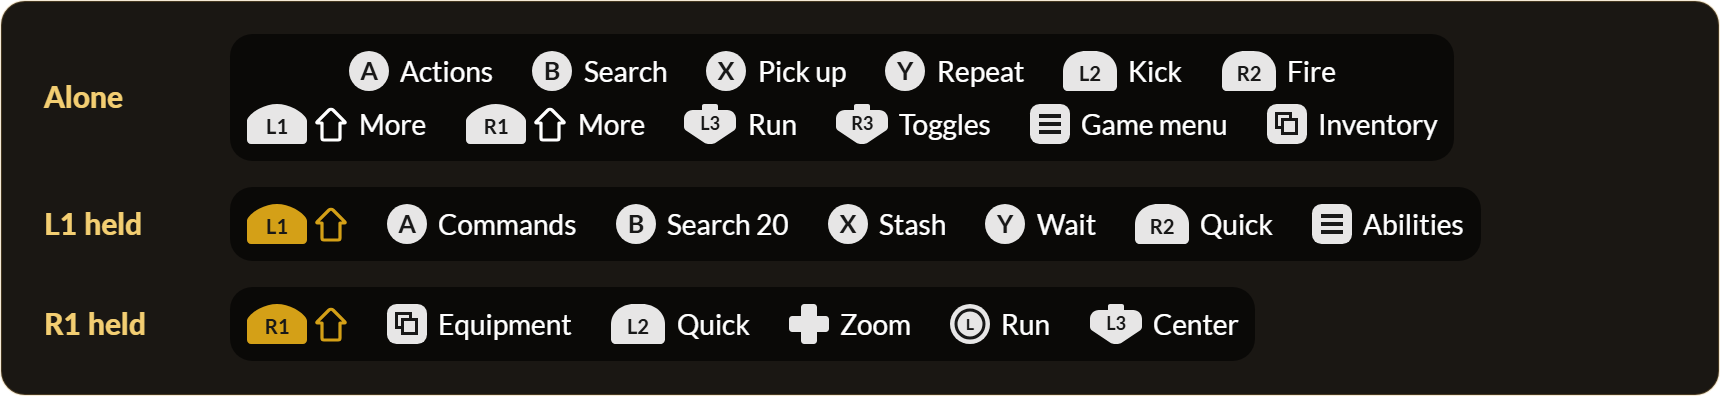 Alone
A Actions B Search X Pick up Y Repeat L2 Kick R2 Fire
L1 More R1 More L3 Run R3 Toggles Game menu Inventory
L1 held
L1 A Commands B Search 20 X Stash Y Wait R2 Quick Abilities
R1 held
R1 Equipment L2 Quick Zoom L Run L3 Center